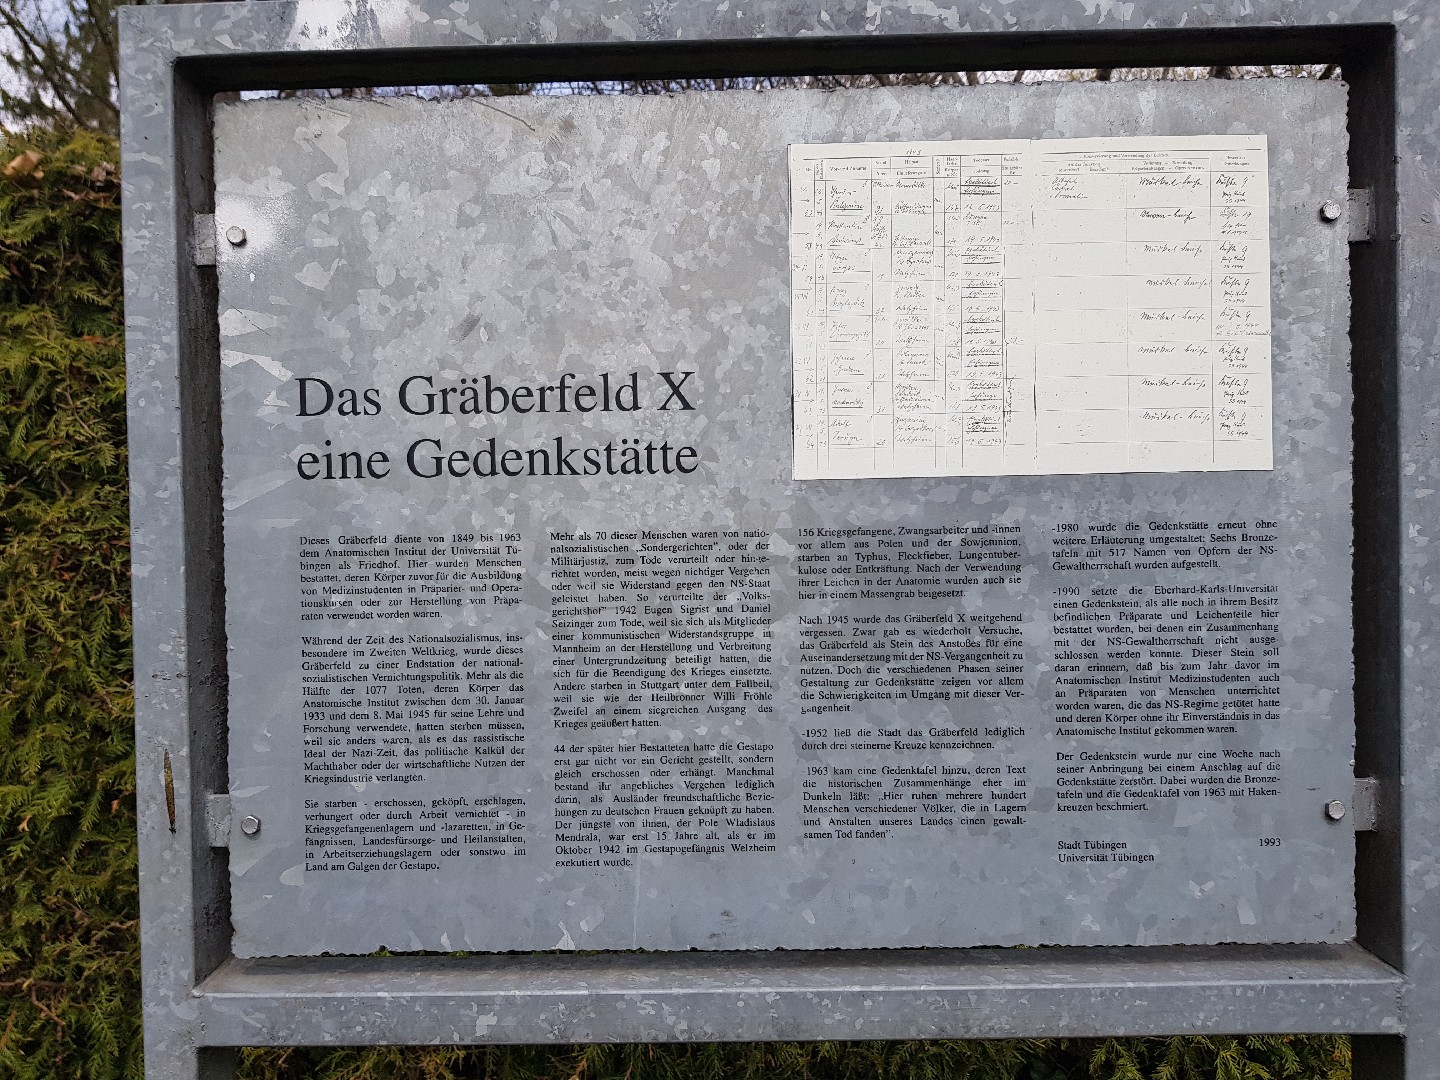 Das Gräberfeld X
eine Gedenkstätte
Dieses Gräberfeld diente von 1849 bis 1963
dem Anatomischen Institut der Universität Tü-
bingen als Friedhof. Hier wurden Menschen
bestattet, deren Körper zuvor für die Ausbildung
von Medizinstudenten in Präparier- und Opera-
tionskursen oder zur Herstellung von Präpa-
raten verwendet worden waren.
Während der Zeit des Nationalsozialismus, ins-
besondere im Zweiten Weltkrieg, wurde dieses
Gräberfeld zu einer Endstation der national-
sozialistischen Vernichtungspolitik. Mehr als die
Hälfte der 1077 Toten, deren Körper das
Anatomische Institut zwischen dem 30. Januar
1933 und dem 8. Mai 1945 für seine Lehre und
Forschung verwendete, hatten sterben müssen,
weil sie anders waren, als es das rassistische
Ideal der Nazi-Zeit, das politische Kalkül der
Machthaber oder der wirtschaftliche Nutzen der
Kriegsindustrie verlangten.
Sie starben - erschossen, geköpft, erschlagen,
verhungert oder durch Arbeit vernichtet - in
Kriegsgefangenenlagern und -lazaretten, in Ge-
fängnissen, Landesfürsorge- und Heilanstalten,
in Arbeitserziehungslagern oder sonstwo im
Land am Galgen der Gestapo.
Mehr als 70 dieser Menschen waren von natio-
nalsozialistischen „Sondergerichten", oder der
Militärjustiz, zum Tode verurteilt oder hinge-
richtet worden, meist wegen nichtiger Vergehen
oder weil sie Widerstand gegen den NS-Staat
geleistet haben. So verurteilte der „Volks-
gerichtshof" 1942 Eugen Sigrist und Daniel
Seizinger zum Tode, weil sie sich als Mitglieder
einer kommunistischen Widerstandsgruppe in
Mannheim an der Herstellung und Verbreitung
einer Untergrundzeitung beteiligt hatten, die
sich für die Beendigung des Krieges einsetzte.
Andere starben in Stuttgart unter dem Fallbeil,
weil sie wie der Heilbronner Willi Fröhle
Zweifel an einem siegreichen Ausgang des
Krieges geäußert hatten.
44 der später hier Bestatteten hatte die Gestapo
erst gar nicht vor ein Gericht gestellt, sondern
gleich erschossen oder erhängt. Manchmal
bestand ihr angebliches Vergehen lediglich
darin, als Ausländer freundschaftliche Bezie-
hungen zu deutschen Frauen geknüpft zu haben.
Der jüngste von ihnen, der Pole Wladislaus
Mendrala, war erst 15 Jahre alt, als er im
Oktober 1942 im Gestapogefängnis Welzheim
exekutiert wurde.
156 Kriegsgefangene, Zwangsarbeiter und -innen
vor allem aus Polen und der Sowjetunion,
starben an Typhus, Fleckfieber, Lungentuber-
kulose oder Entkräftung. Nach der Verwendung
ihrer Leichen in der Anatomie wurden auch sie
hier in einem Massengrab beigesetzt.
Nach 1945 wurde das Gräberfeld X weitgehend
vergessen. Zwar gab es wiederholt Versuche,
das Gräberfeld als Stein des Anstoßes für eine
Auseinandersetzung mit der NS-Vergangenheit zu
nutzen. Doch die verschiedenen Phasen seiner
Gestaltung zur Gedenkstätte zeigen vor allem
die Schwierigkeiten im Umgang mit dieser Ver-
gangenheit.
-1952 ließ die Stadt das Gräberfeld lediglich
durch drei steinerne Kreuze kennzeichnen.
-1963 kam eine Gedenktafel hinzu, deren Text
die historischen Zusammenhänge eher im
Dunkeln läßt: „Hier ruhen mehrere hundert
Menschen verschiedener Völker, die in Lagern
und Anstalten unseres Landes einen gewalt-
samen Tod fanden".
-1980 wurde die Gedenkstätte erneut ohne
weitere Erläuterung umgestaltet: Sechs Bronze-
tafeln mit 517 Namen von Opfern der NS-
Gewaltherrschaft wurden aufgestellt.
-1990 setzte die Eberhard-Karls-Universität
einen Gedenkstein, als alle noch in ihrem Besitz
befindlichen Präparate und Leichenteile hier
bestattet wurden, bei denen ein Zusammenhang
mit der NS-Gewaltherrschaft nicht ausge-
schlossen werden konnte. Dieser Stein soll
daran erinnern, daß bis zum Jahr davor im
Anatomischen Institut Medizinstudenten auch
an Präparaten von Menschen unterrichtet
worden waren, die das NS-Regime getötet hatte
und deren Körper ohne ihr Einverständnis in das
Anatomische Institut gekommen waren.
Der Gedenkstein wurde nur eine Woche nach
seiner Anbringung bei einem Anschlag auf die
Gedenkstätte zerstört. Dabei wurden die Bronze-
tafeln und die Gedenktafel von 1963 mit Haken-
kreuzen beschmiert.
Stadt Tübingen 1993
Universität Tübingen